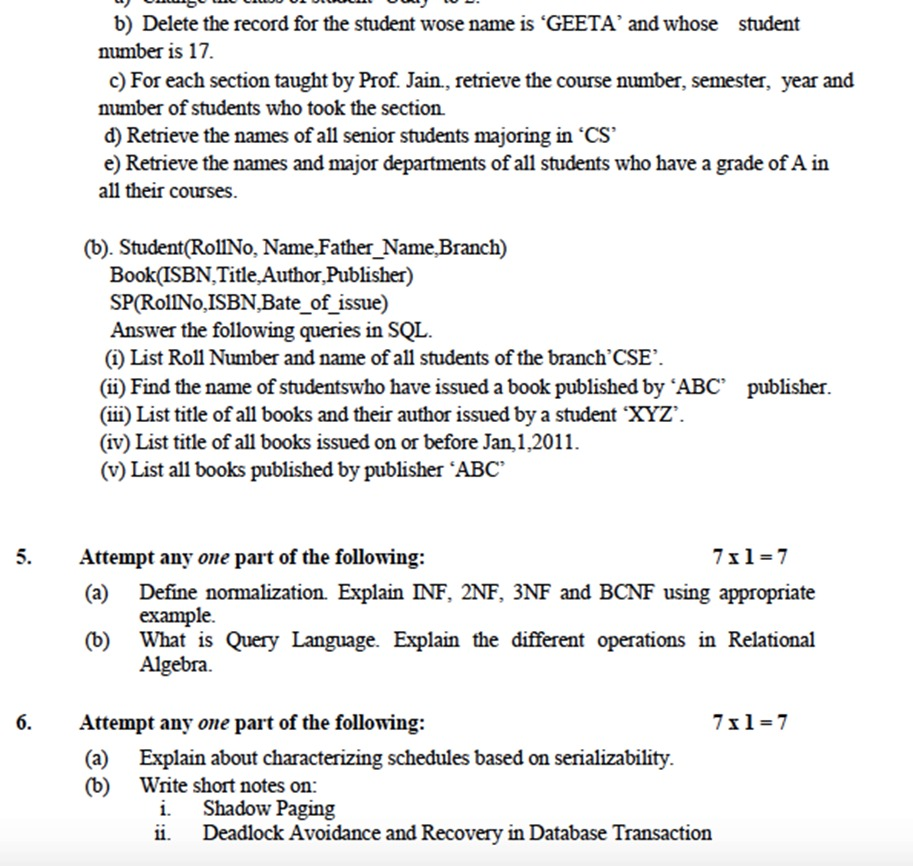 b) Delete the record for the student wose name is ‘GEETA’ and whose student
number is 17.
c) For each section taught by Prof. Jain., retrieve the course number, semester, year and
number of students who took the section.
d) Retrieve the names of all senior students majoring in ‘CS’
e) Retrieve the names and major departments of all students who have a grade of A in
all their courses.
(b). Student(RollNo, Name,Father_Name,Branch)
Book(ISBN,Title,Author,Publisher)
SP(RollNo,ISBN,Bate_of_issue)
Answer the following queries in SQL.
(i) List Roll Number and name of all students of the branch’CSE’.
(ii) Find the name of studentswho have issued a book published by ‘ABC’ publisher.
(iii) List title of all books and their author issued by a student ‘XYZ’.
(iv) List title of all books issued on or before Jan,1,2011.
(v) List all books published by publisher ‘ABC’
5. Attempt any one part of the following: 7 x 1 = 7
(a) Define normalization. Explain INF, 2NF, 3NF and BCNF using appropriate
example.
(b) What is Query Language. Explain the different operations in Relational
Algebra.
6. Attempt any one part of the following: 7 x 1 = 7
(a) Explain about characterizing schedules based on serializability.
(b) Write short notes on:
i. Shadow Paging
ii. Deadlock Avoidance and Recovery in Database Transaction